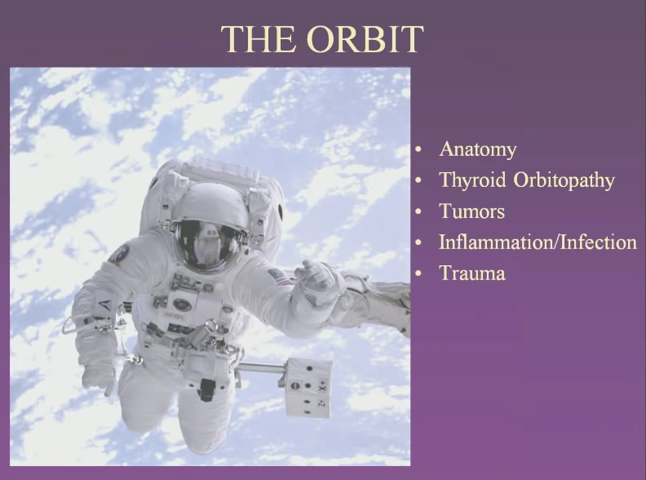 THE ORBIT
• Anatomy
• Thyroid Orbitopathy
• Tumors
• Inflammation/Infection
• Trauma